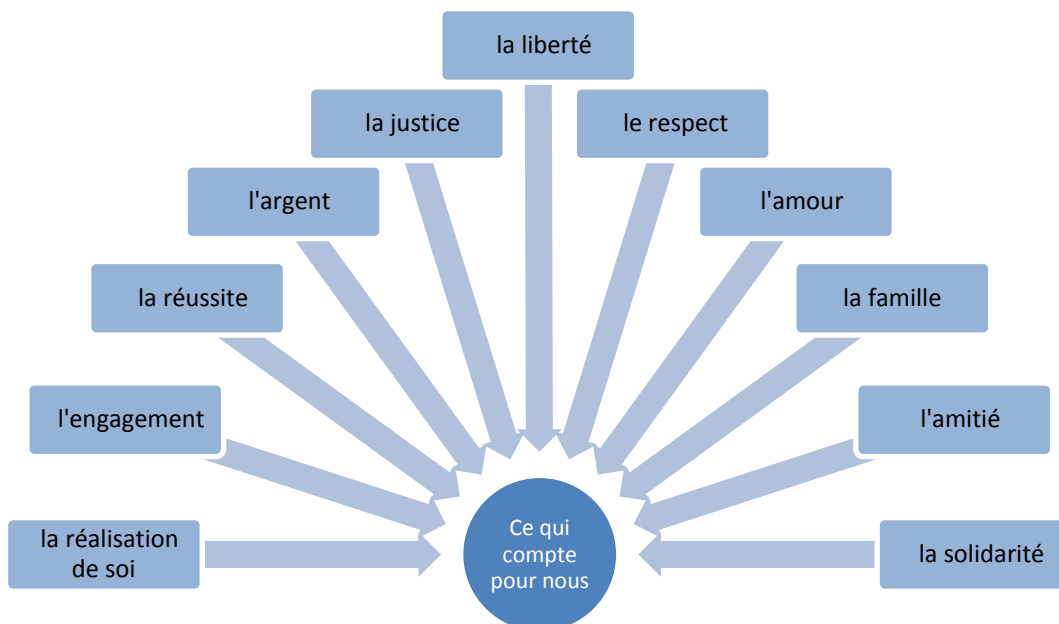 la liberté
la justice
le respect
l'argent
l'amour
la réussite
la famille
l'engagement
l'amitié
la réalisation
de soi
Ce qui
compte
pour nous
la solidarité